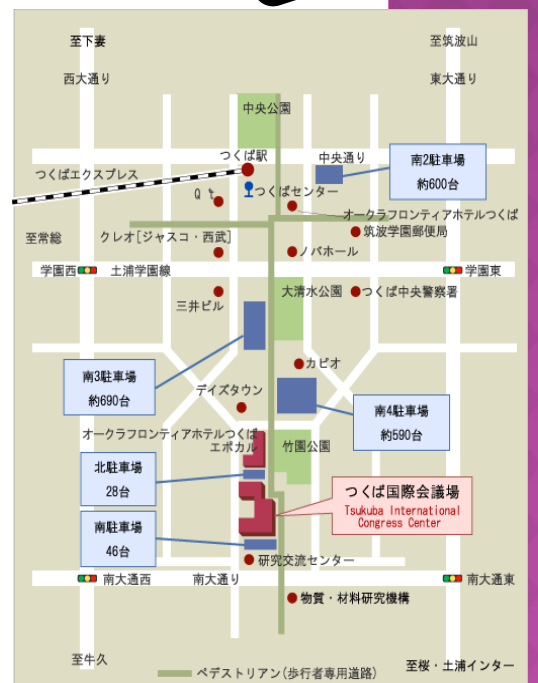 至下妻
至筑波山
西大通り
東大通り
中央公園
つくば駅
中央通り
南2駐車場
約600台
つくばエクスプレス
つくばセンター
Q t
オークラフロンティアホテルつくば
筑波学園郵便局
至常総
クレオ[ジャスコ・西武]
ノバホール
学園西
土浦学園線
学園東
三井ビル
大清水公園
つくば中央警察署
南3駐車場
約690台
カピオ
デイズタウン
南4駐車場
約590台
オークラフロンティアホテルつくば
エポカル
竹園公園
北駐車場
28台
つくば国際会議場
Tsukuba International
Congress Center
南駐車場
46台
研究交流センター
南大通西
南大通り
南大通東
物質・材料研究機構
至牛久
至桜・土浦インター
ペデストリアン(歩行者専用道路)